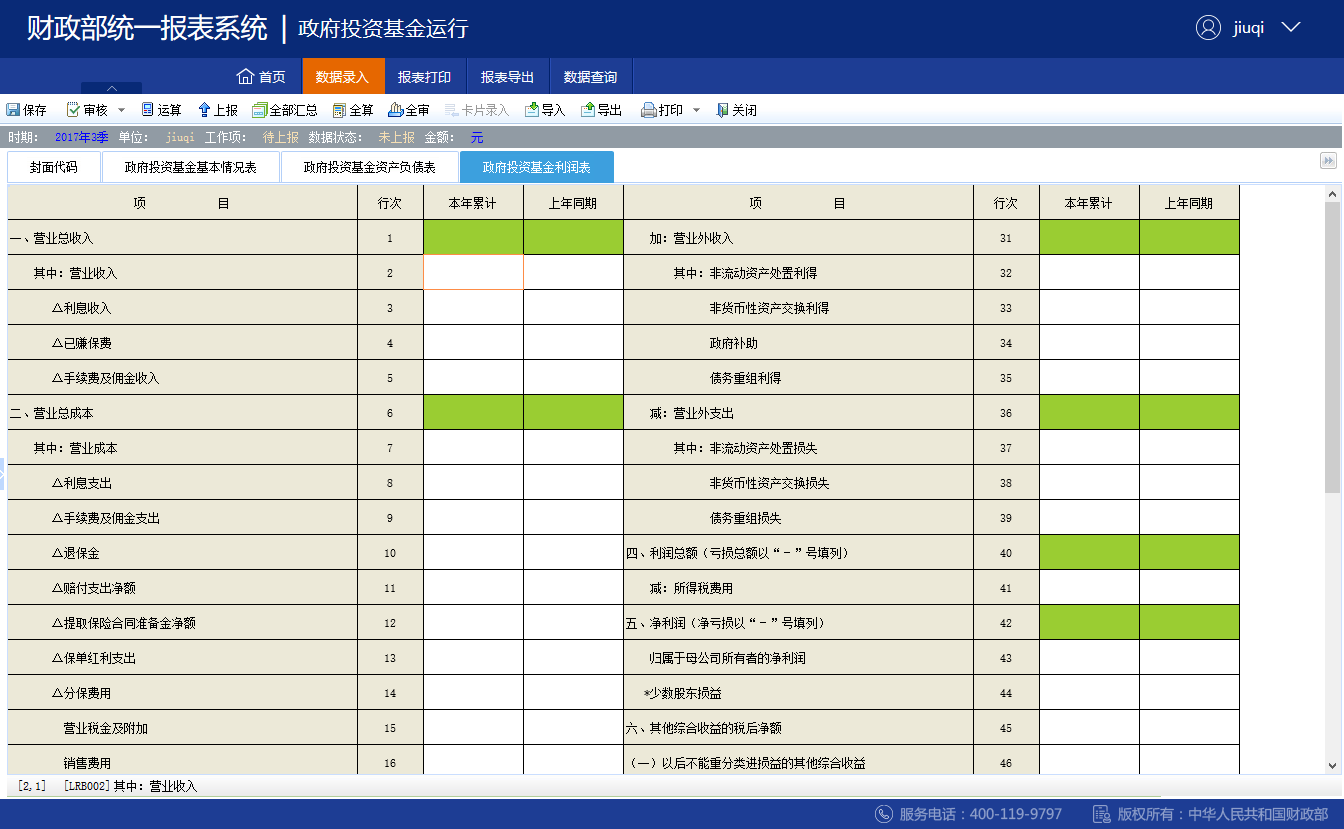 财政部统一报表系统 | 政府投资基金运行 jiuqi
首页 数据录入 报表打印 报表导出 数据查询
保存 审核 运算 上报 全部汇总 全算 全审 卡片录入 导入 导出 打印 关闭
时期： 2017年3季 单位： jiuqi 工作项： 待上报 数据状态： 未上报 金额： 元
封面代码 政府投资基金基本情况表 政府投资基金资产负债表 政府投资基金利润表
项 目 行次 本年累计 上年同期 项 目 行次 本年累计 上年同期
一、营业总收入 1 加：营业外收入 31
其中：营业收入 2 其中：非流动资产处置利得 32
△利息收入 3 非货币性资产交换利得 33
△已赚保费 4 政府补助 34
△手续费及佣金收入 5 债务重组利得 35
二、营业总成本 6 减：营业外支出 36
其中：营业成本 7 其中：非流动资产处置损失 37
△利息支出 8 非货币性资产交换损失 38
△手续费及佣金支出 9 债务重组损失 39
△退保金 10 四、利润总额（亏损总额以“－”号填列） 40
△赔付支出净额 11 减：所得税费用 41
△提取保险合同准备金净额 12 五、净利润（净亏损以“－”号填列） 42
△保单红利支出 13 归属于母公司所有者的净利润 43
△分保费用 14 *少数股东损益 44
营业税金及附加 15 六、其他综合收益的税后净额 45
销售费用 16 （一）以后不能重分类进损益的其他综合收益 46
[2,1] [LRB002]其中：营业收入
服务电话：400-119-9797 版权所有：中华人民共和国财政部